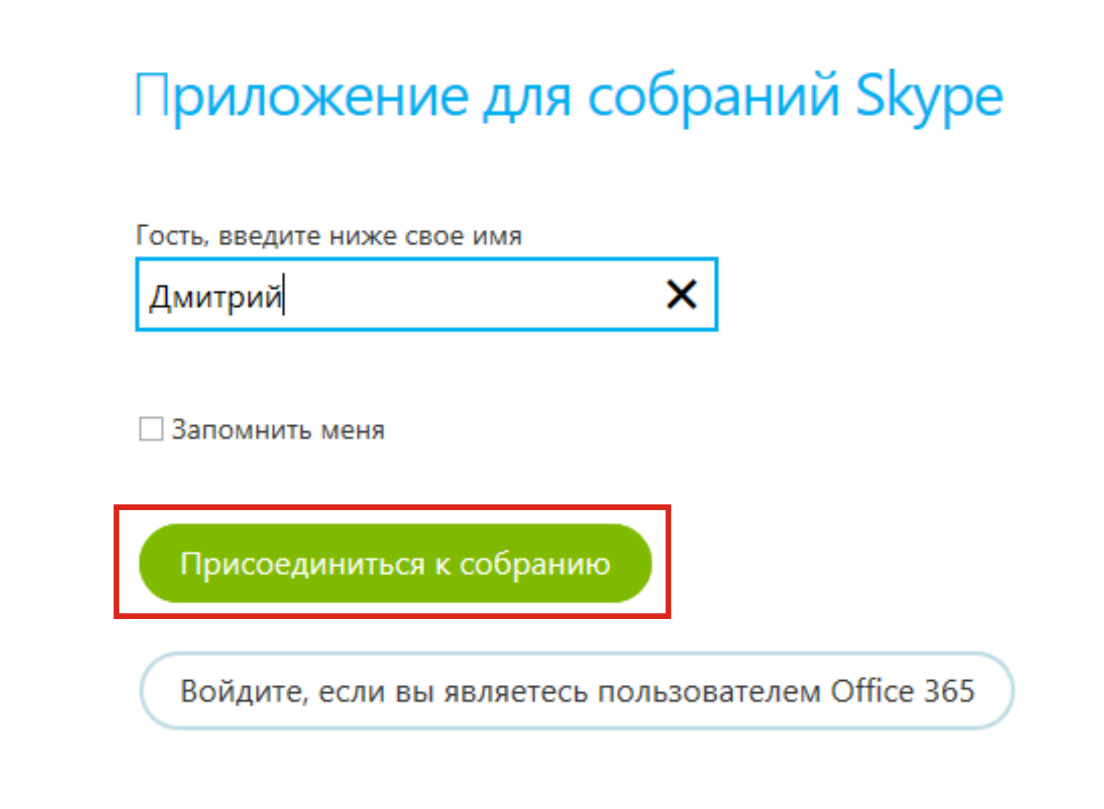 Приложение для собраний Skype
Гость, введите ниже свое имя
Дмитрий
Запомнить меня
Присоединиться к собранию
Войдите, если вы являетесь пользователем Office 365